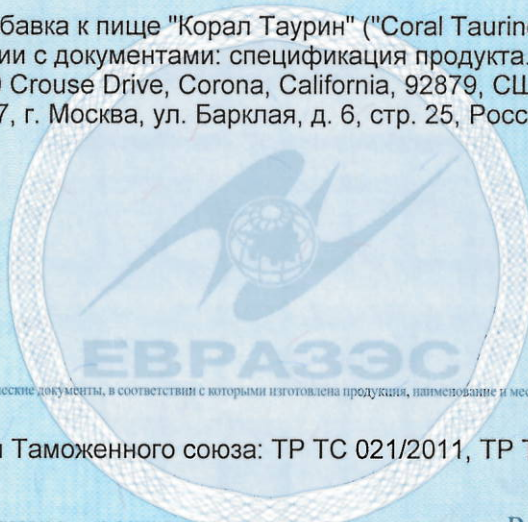 бавка к пище "Корал Таурин" ("Coral Taurine
ии с документами: спецификация продукта.
Crouse Drive, Corona, California, 92879, СШ
7, г. Москва, ул. Барклая, д. 6, стр. 25, Росс
ЕВРАЗЭС
еские документы, в соответствии с которыми изготовлена продукция, наименование и мес
Таможенного союза: ТР ТС 021/2011, ТР Т